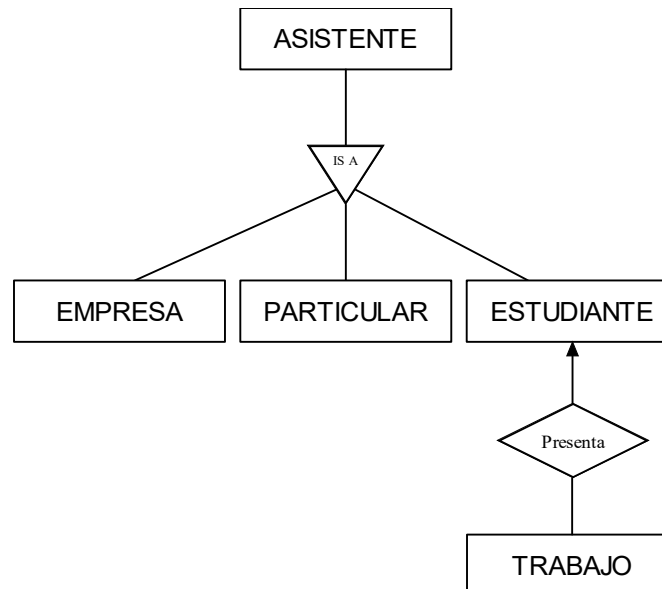 ASISTENTE
IS A
EMPRESA
PARTICULAR
ESTUDIANTE
Presenta
TRABAJO